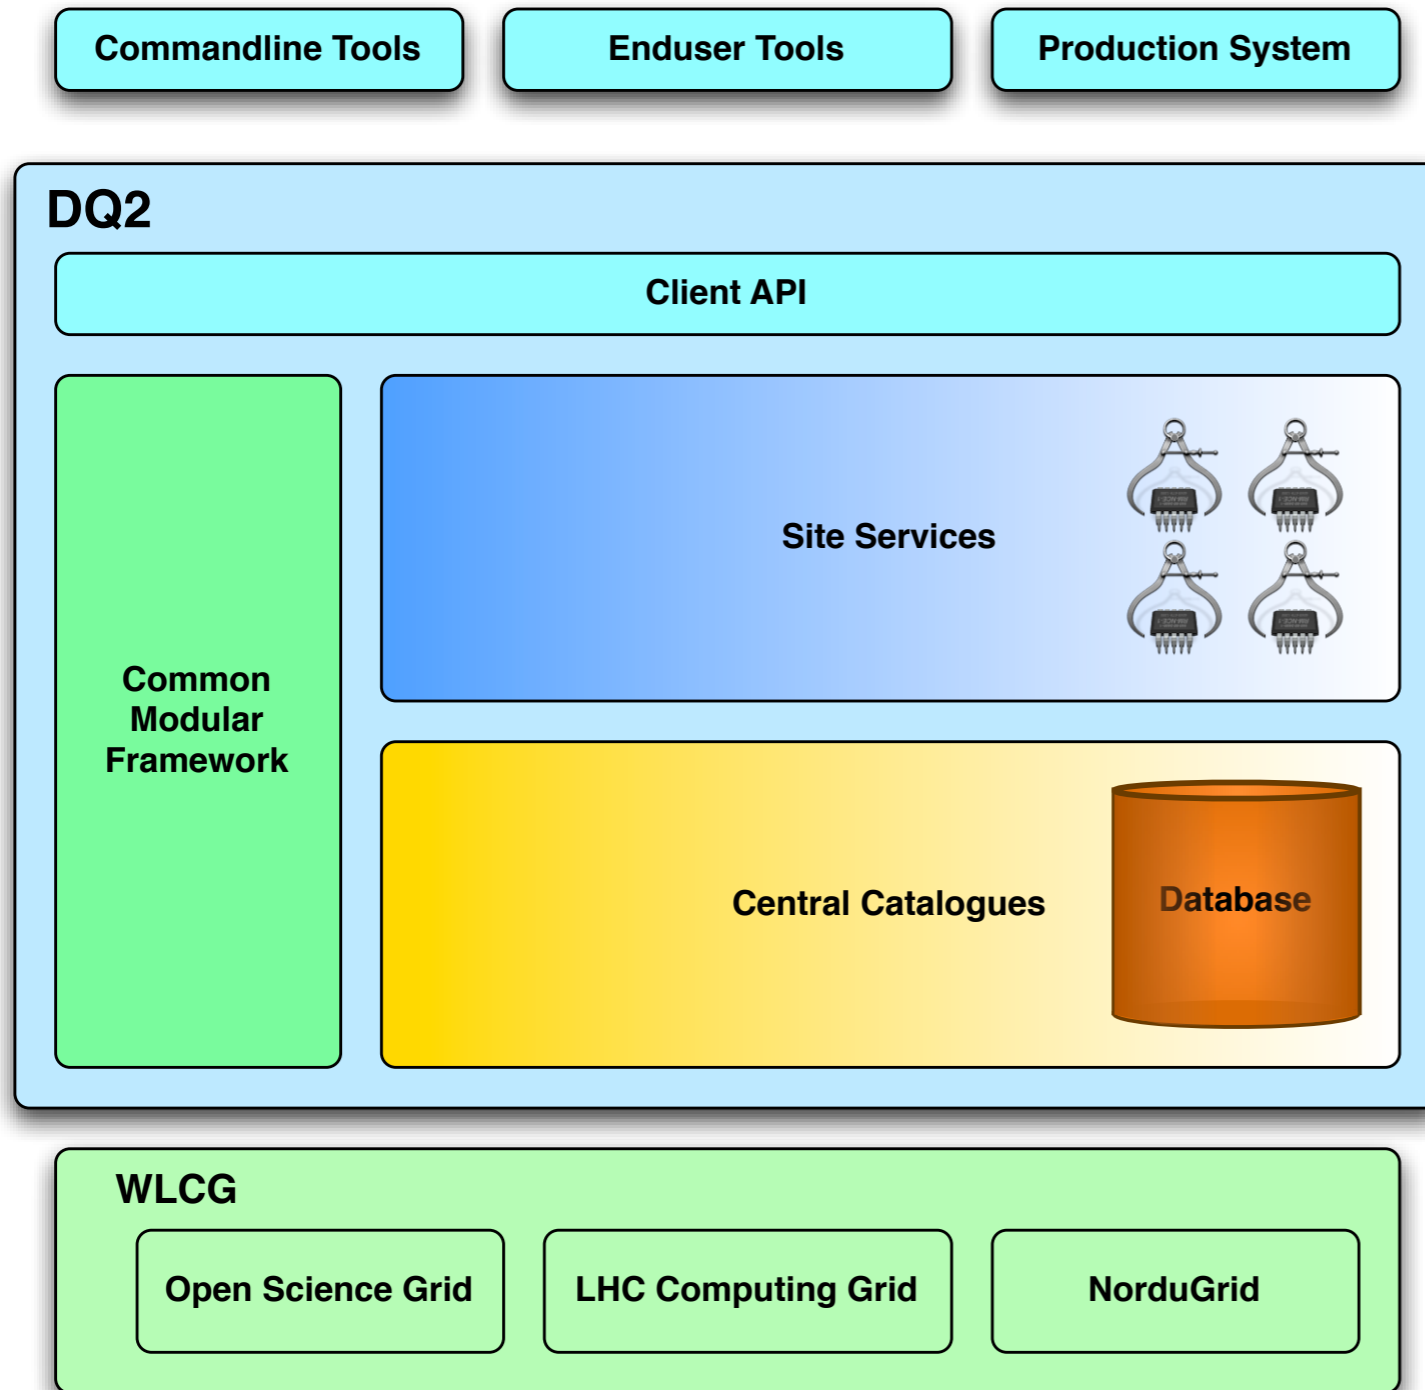 Commandline Tools
Enduser Tools
Production System
DQ2
Client API
Site Services
Common
Modular
Framework
Central Catalogues
Database
WLCG
Open Science Grid
LHC Computing Grid
NorduGrid